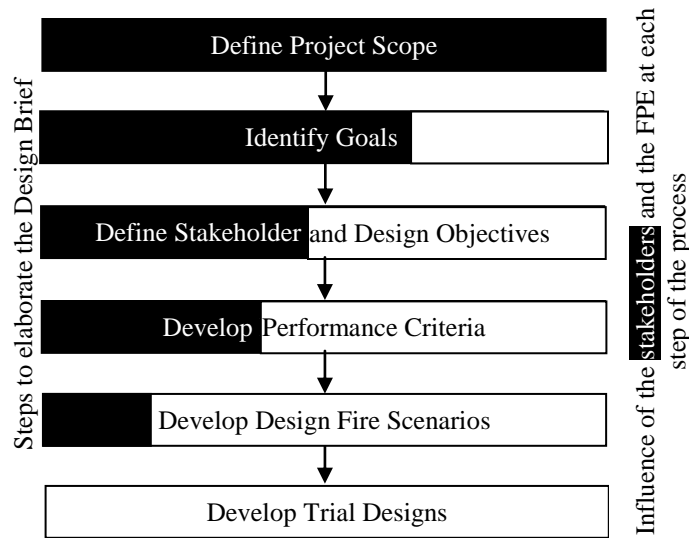 Steps to elaborate the Design Brief
Define Project Scope
Identify Goals
Define Stakeholder and Design Objectives
Develop Performance Criteria
Develop Design Fire Scenarios
Develop Trial Designs
Influence of the stakeholders and the FPE at each
step of the process